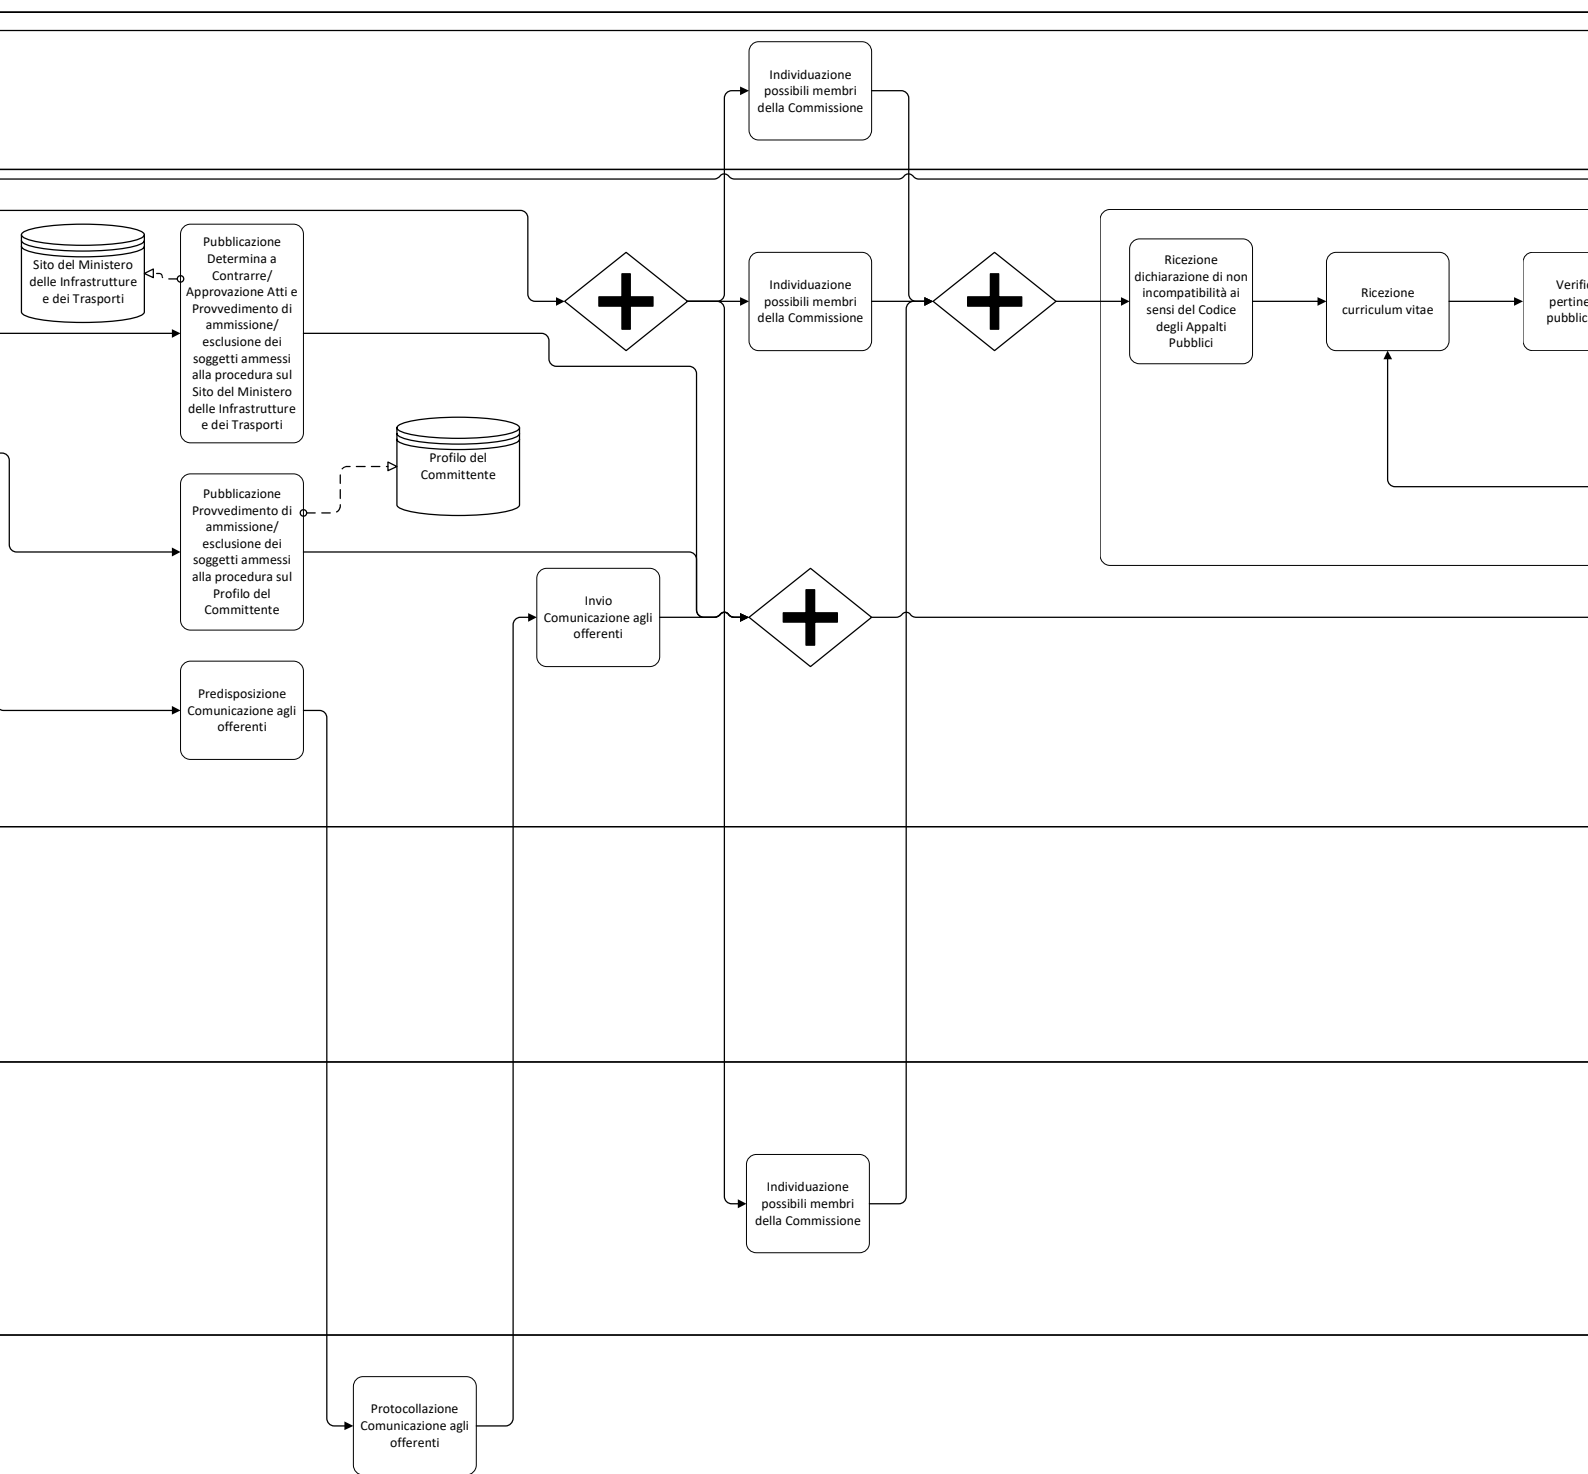 Individuazione
possibili membri
della Commissione
Sito del Ministero
delle Infrastrutture
e dei Trasporti
Pubblicazione
Determina a
Contrarre/
Approvazione Atti e
Provvedimento di
ammissione/
esclusione dei
soggetti ammessi
alla procedura sul
Sito del Ministero
delle Infrastrutture
e dei Trasporti
Individuazione
possibili membri
della Commissione
Ricezione
dichiarazione di non
incompatibilità ai
sensi del Codice
degli Appalti
Pubblici
Ricezione
curriculum vitae
Profilo del
Committente
Pubblicazione
Provvedimento di
ammissione/
esclusione dei
soggetti ammessi
alla procedura sul
Profilo del
Committente
Invio
Comunicazione agli
offerenti
Predisposizione
Comunicazione agli
offerenti
Individuazione
possibili membri
della Commissione
Protocollazione
Comunicazione agli
offerenti